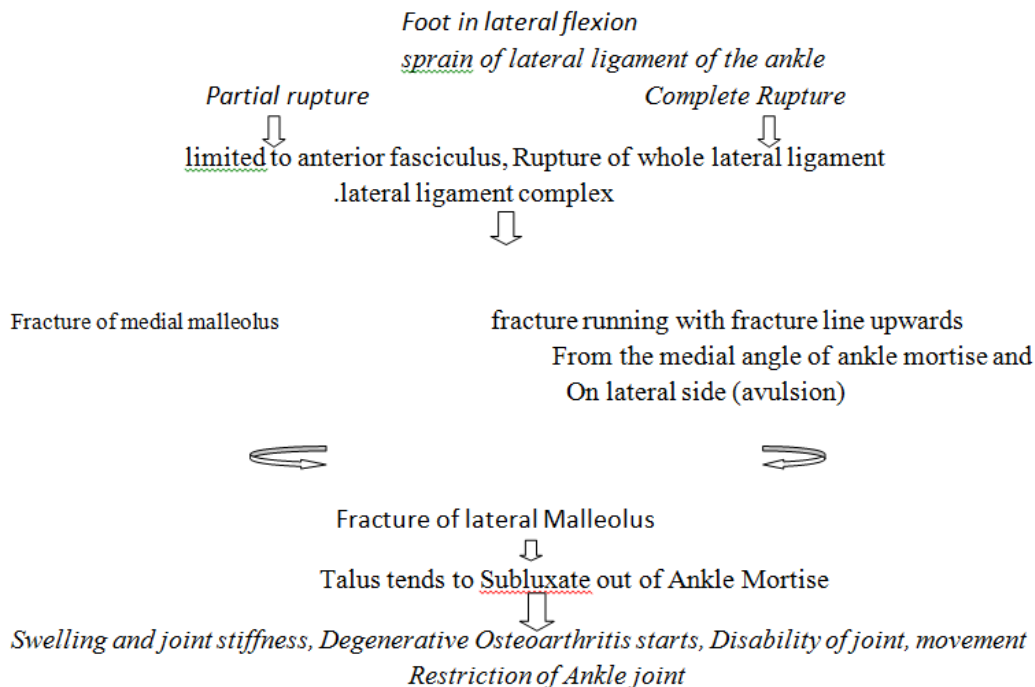 Foot in lateral flexion
sprain of lateral ligament of the ankle
Partial rupture Complete Rupture
limited to anterior fasciculus, Rupture of whole lateral ligament
.lateral ligament complex
Fracture of medial malleolus fracture running with fracture line upwards
From the medial angle of ankle mortise and
On lateral side (avulsion)
Fracture of lateral Malleolus
Talus tends to Subluxate out of Ankle Mortise
Swelling and joint stiffness, Degenerative Osteoarthritis starts, Disability of joint, movement
Restriction of Ankle joint